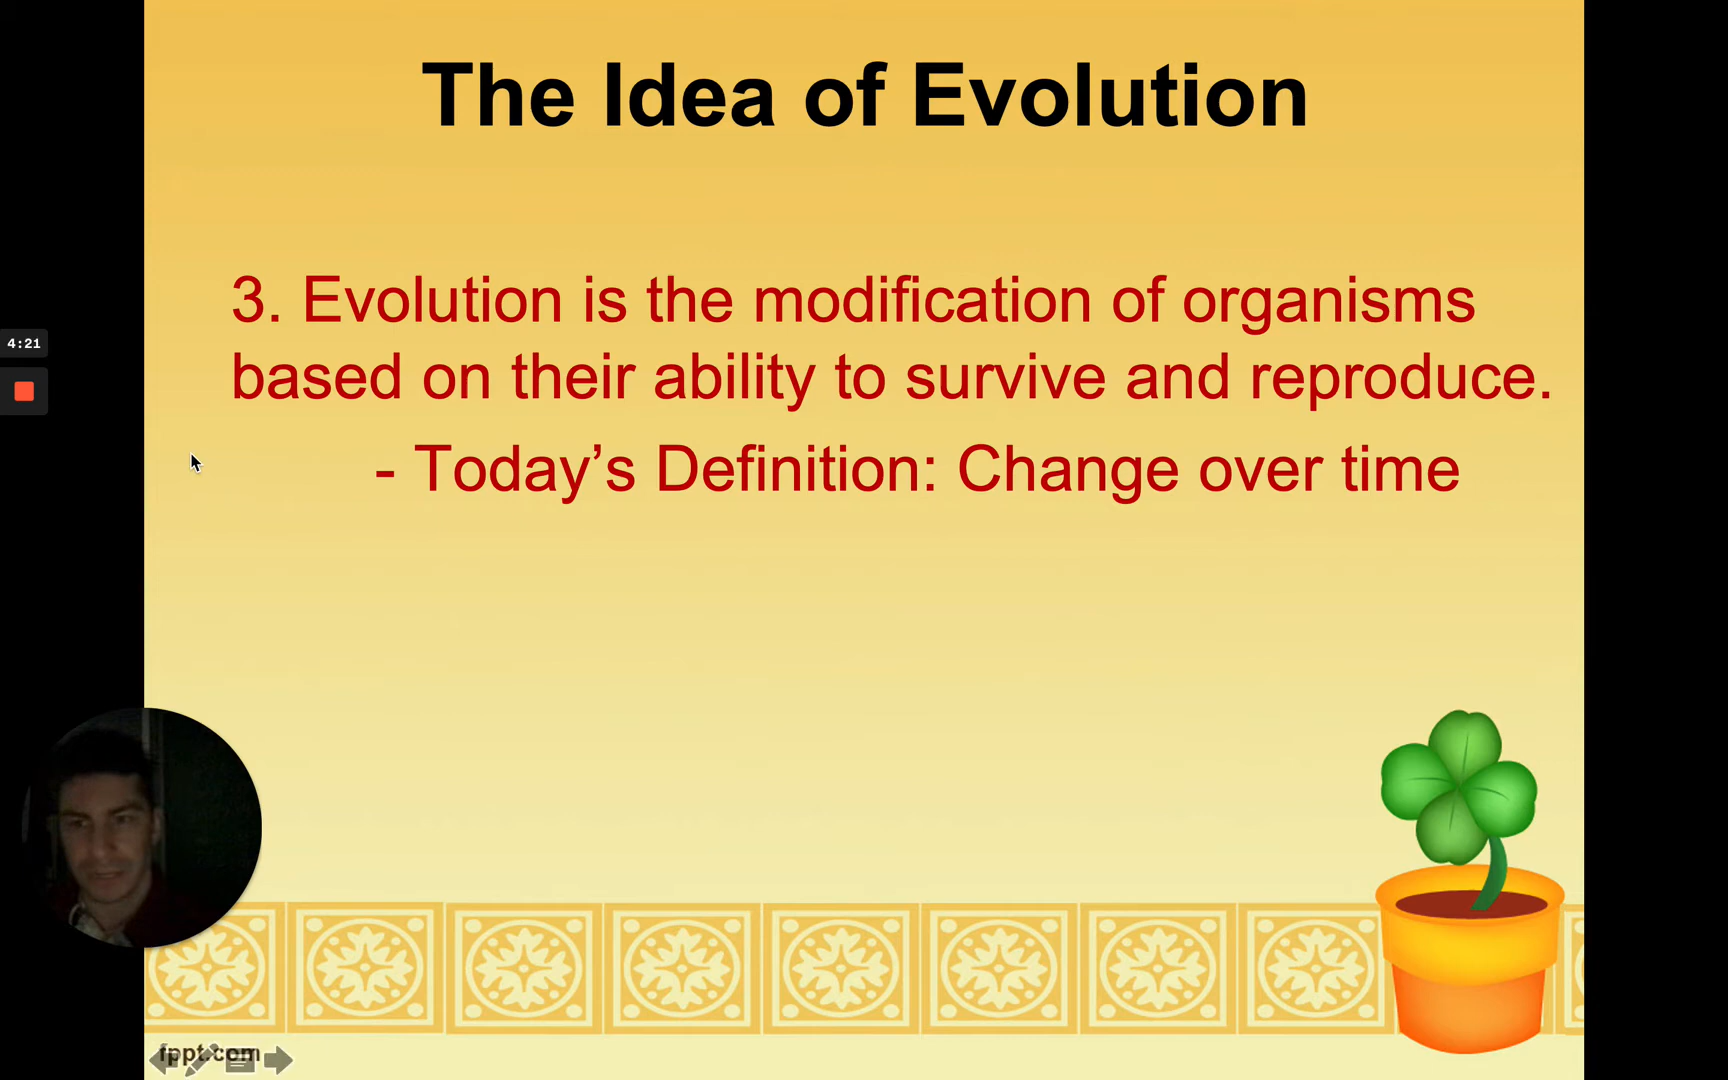 The Idea of Evolution
3. Evolution is the modification of organisms
based on their ability to survive and reproduce.
- Today’s Definition: Change over time
4:21
fppt.com